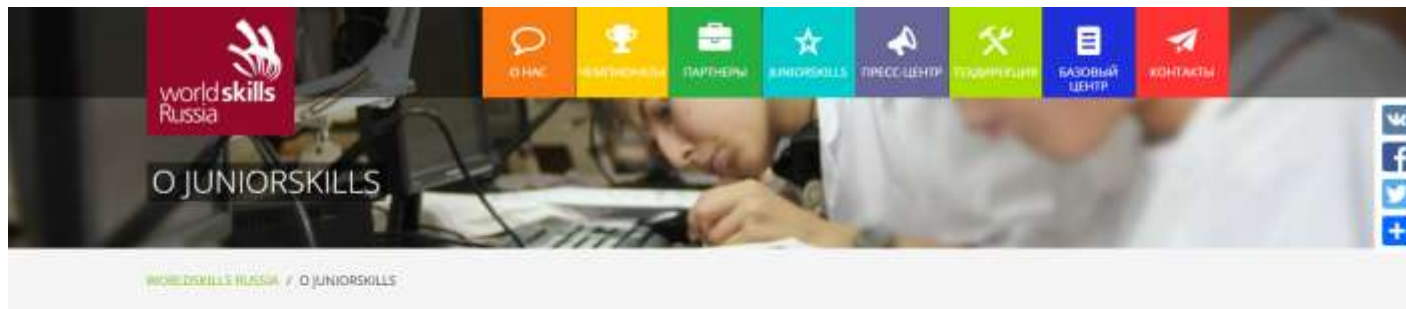 world skills
Russia
О НАС
ЧЕМПИОНАТЫ
ПАРТНЕРЫ
JUNIORSKILLS
ПРЕСС-ЦЕНТР
ТЕХДИРЕКЦИЯ
БАЗОВЫЙ
ЦЕНТР
КОНТАКТЫ
О JUNIORSKILLS
WORLDSKILLS RUSSIA / О JUNIORSKILLS